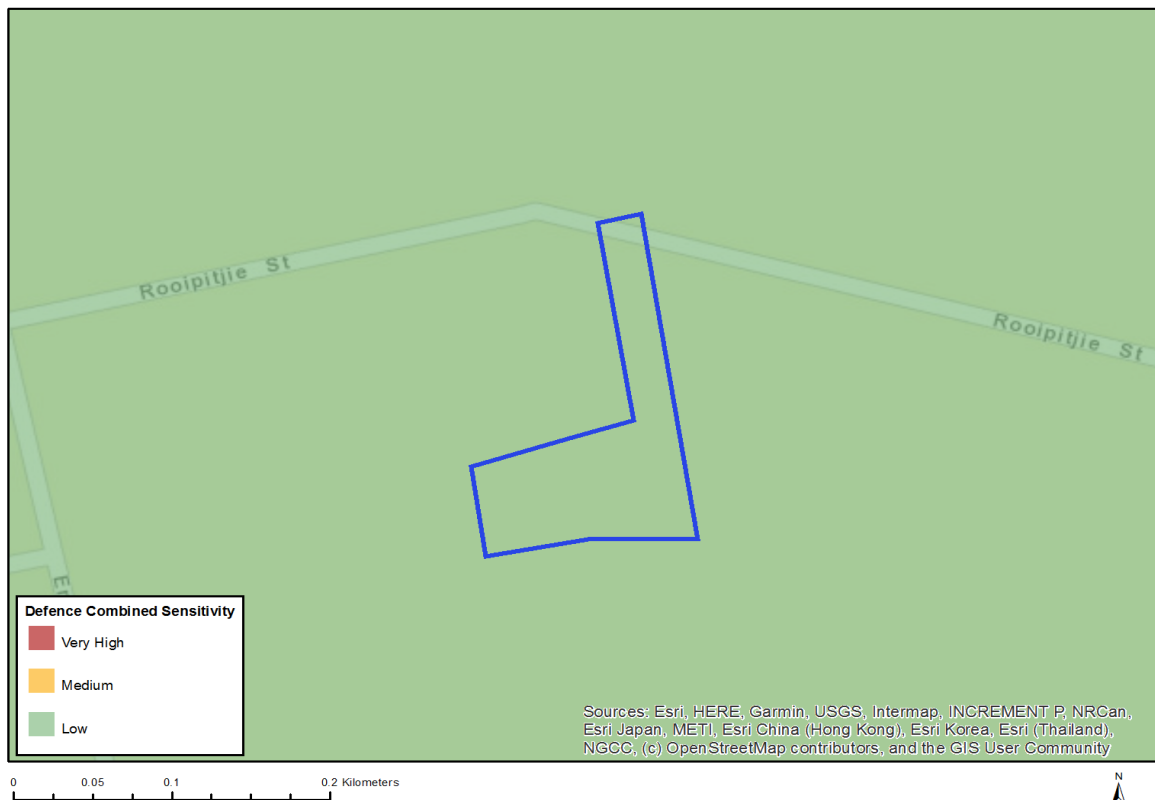 Rooipitjie St
Rooipitjie St
Defence Combined Sensitivity
Very High
Medium
Low
Sources: Esri, HERE, Garmin, USGS, Intermap, INCREMENT P, NRCan,
Esri Japan, METI, Esri China (Hong Kong), Esri Korea, Esri (Thailand),
NGCC, (c) OpenStreetMap contributors, and the GIS User Community
0 0.05 0.1 0.2 Kilometers
N